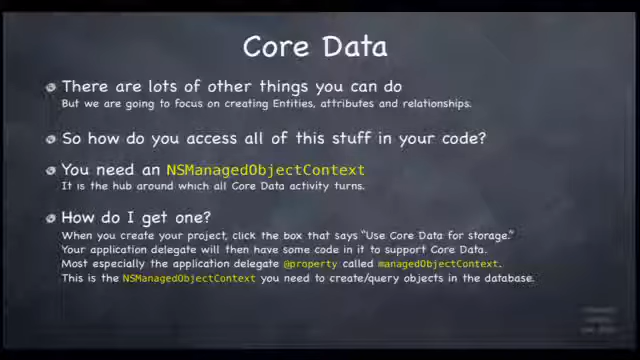 Core Data
There are lots of other things you can do
But we are going to focus on creating Entities, attributes and relationships.
So how do you access all of this stuff in your code?
You need an NSManagedObjectContext
It is the hub around which all Core Data activity turns.
How do I get one?
When you create your project, click the box that says “Use Core Data for storage.”
Your application delegate will then have some code in it to support Core Data.
Most especially the application delegate @property called managedObjectContext.
This is the NSManagedObjectContext you need to create/query objects in the database.